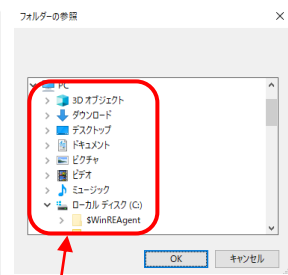 フォルダーの参照
PC
3D オブジェクト
ダウンロード
デスクトップ
ドキュメント
ピクチャ
ビデオ
ミュージック
ローカル ディスク (C:)
$WinREAgent
OK
キャンセル